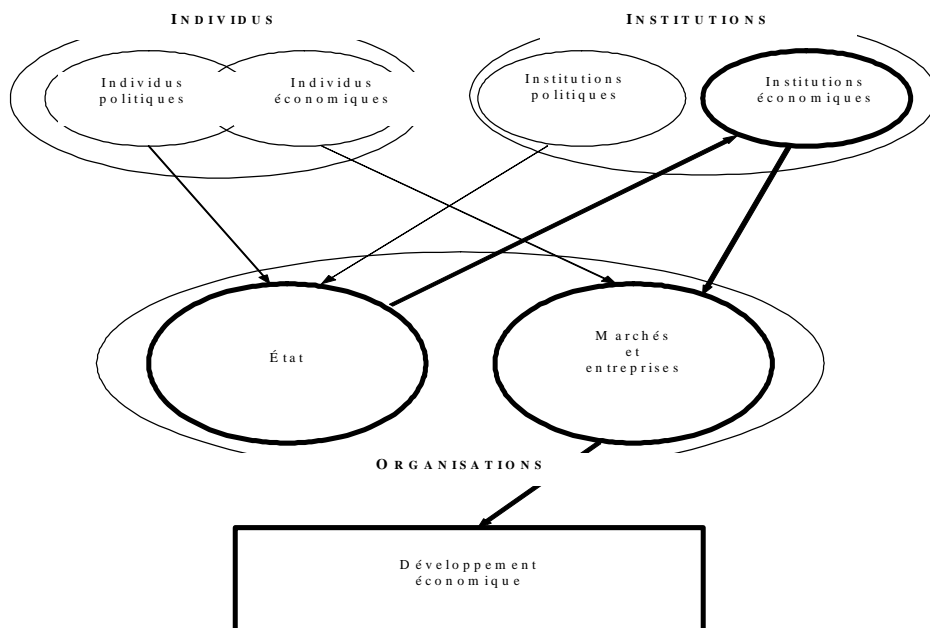 INDIVIDUS
INSTITUTIONS
Individus
politiques
Individus
économiques
Institutions
politiques
Institutions
économiques
État
Marchés
et
entreprises
ORGANISATIONS
Développement
économique